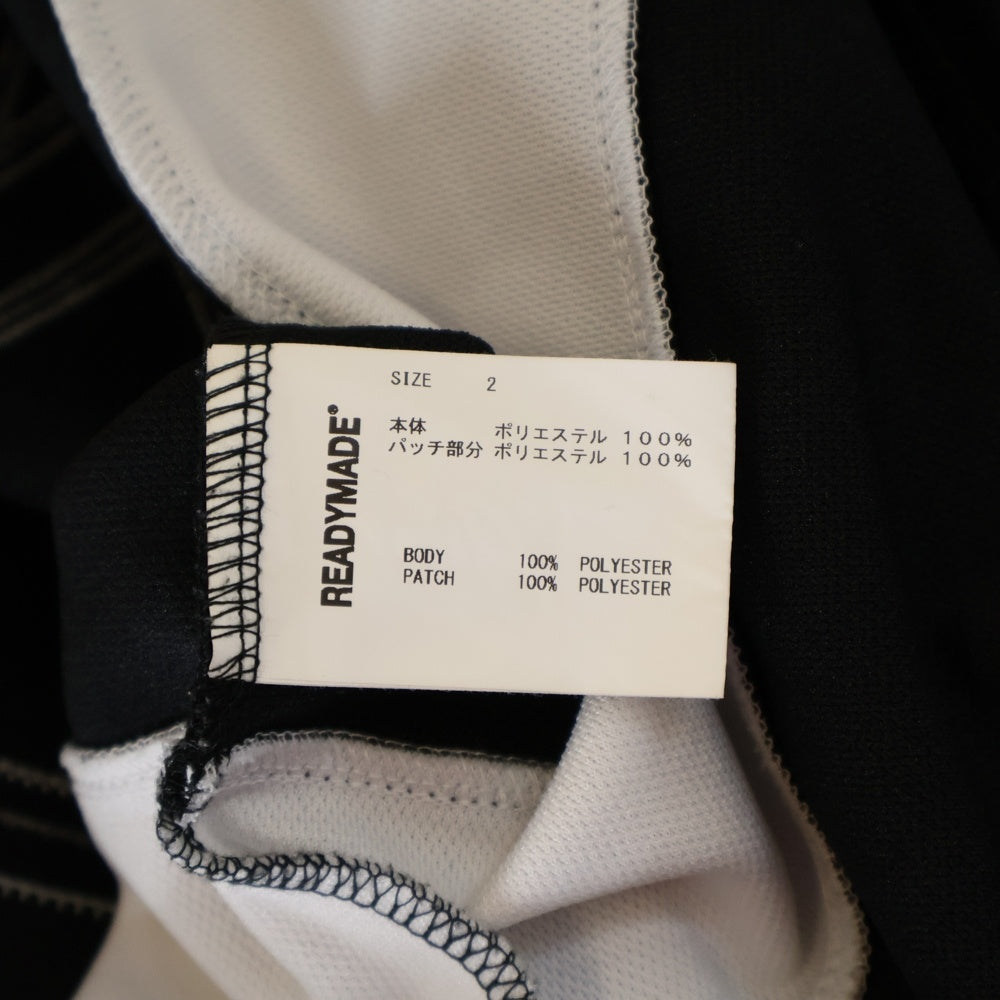 READYMADE®
SIZE 2
本体 ポリエステル 100%
パッチ部分 ポリエステル 100%
BODY 100% POLYESTER
PATCH 100% POLYESTER